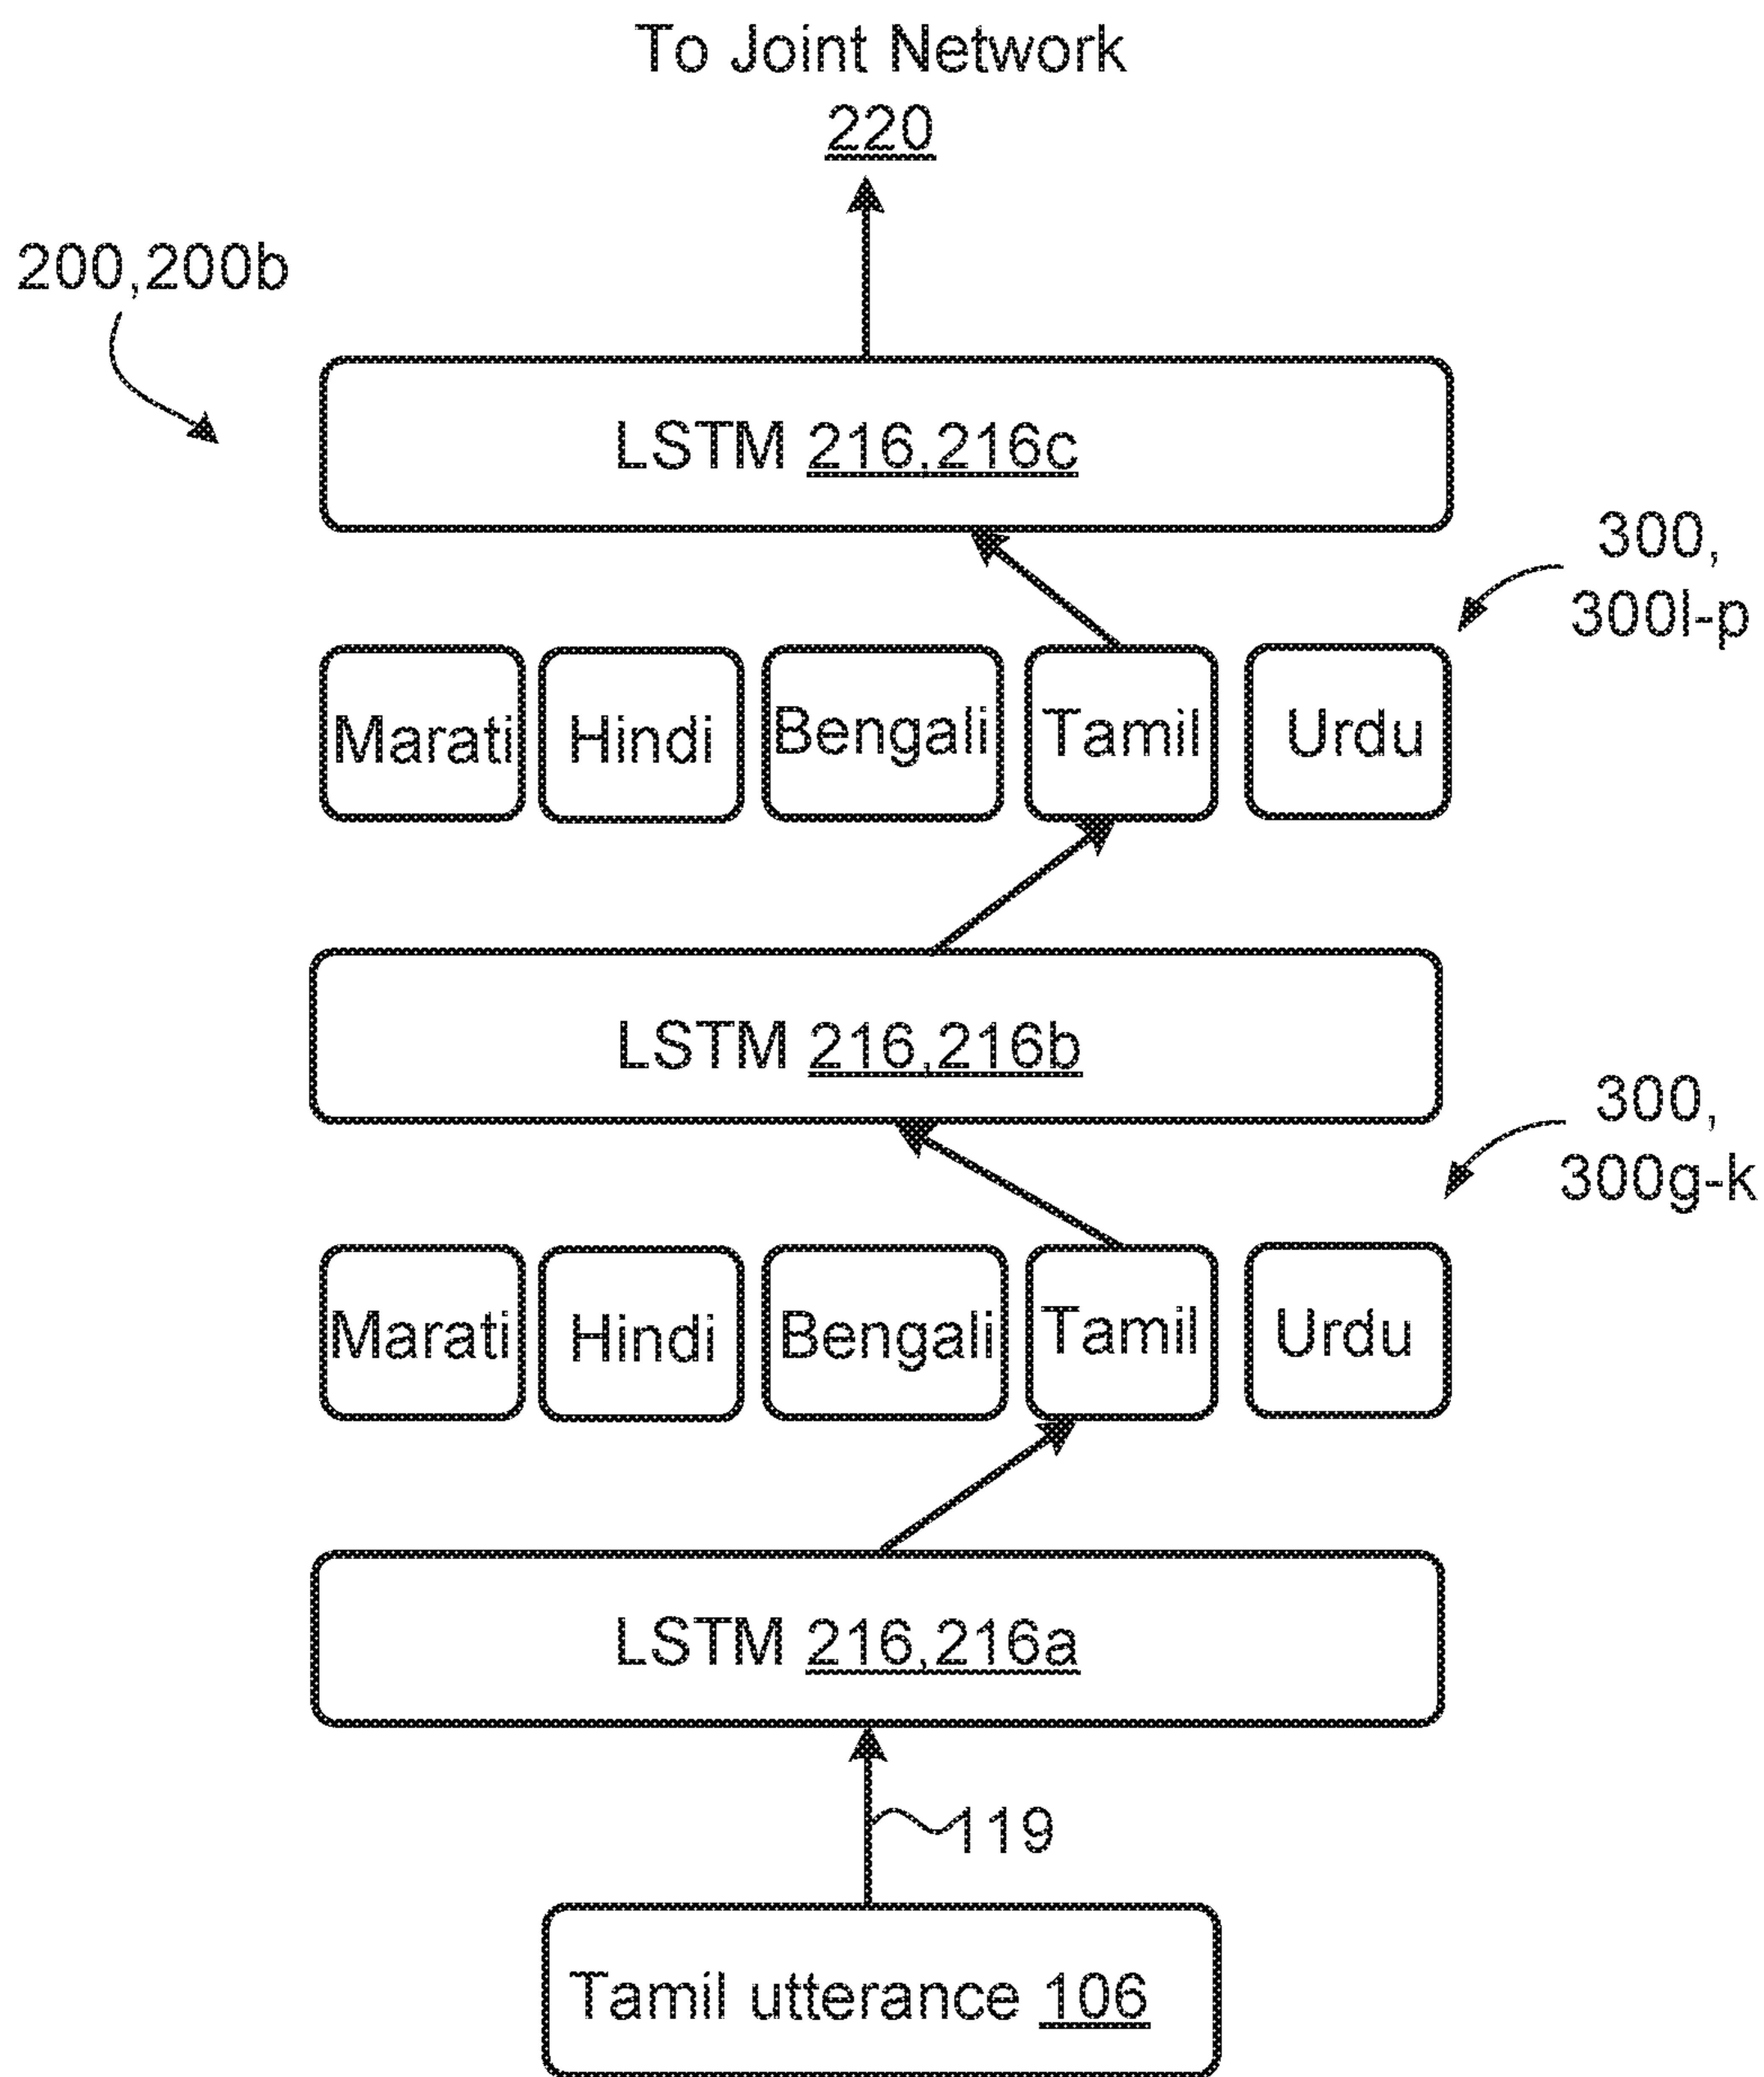 To Joint Network
220
200,200b
LSTM 216,216c
300,
300l-p
Marati Hindi Bengali Tamil Urdu
LSTM 216,216b
300,
300g-k
Marati Hindi Bengali Tamil Urdu
LSTM 216,216a
119
Tamil utterance 106